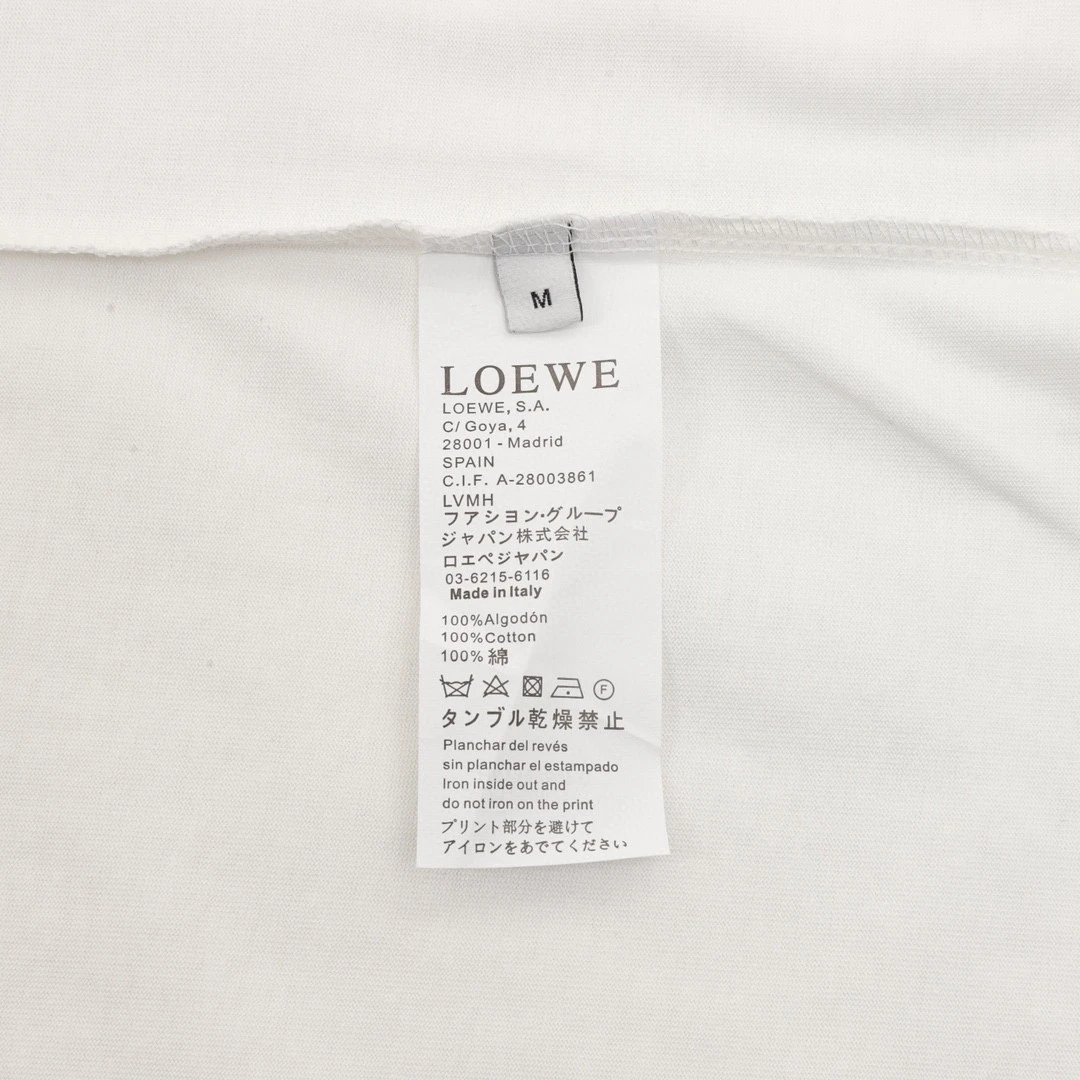 M
LOEWE
LOEWE, S.A.
C/ Goya, 4
28001 - Madrid
SPAIN
C.I.F. A-28003861
LVMH
フアシヨン·グループ
ジャパン株式会社
ロエベジヤパン
03-6215-6116
Made in Italy
100%Algodón
100%Cotton
100% 綿
F
タンブル乾燥禁止
Planchar del revés
sin planchar el estampado
Iron inside out and
do not iron on the print
プリント部分を避けて
アイロンをあでてください